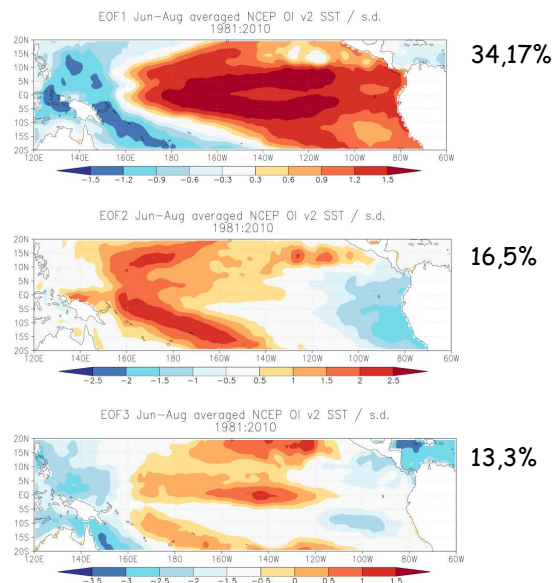 EOF1 Jun-Aug averaged NCEP OI v2 SST / s.d.
1981:2010
34,17%
20N
15N
10N
5N
EQ
5S
10S
15S
20S
120E 140E 160E 180 160W 140W 120W 100W 80W 60W
-1.5 -1.2 -0.9 -0.6 -0.3 0.3 0.6 0.9 1.2 1.5
EOF2 Jun-Aug averaged NCEP OI v2 SST / s.d.
1981:2010
16,5%
20N
15N
10N
5N
EQ
5S
10S
15S
20S
120E 140E 160E 180 160W 140W 120W 100W 80W 60W
-2.5 -2 -1.5 -1 -0.5 0.5 1 1.5 2 2.5
EOF3 Jun-Aug averaged NCEP OI v2 SST / s.d.
1981:2010
13,3%
20N
15N
10N
5N
EQ
5S
10S
15S
20S
120E 140E 160E 180 160W 140W 120W 100W 80W 60W
-3.5 -3 -2.5 -2 -1.5 -0.5 0 0.5 1 1.5